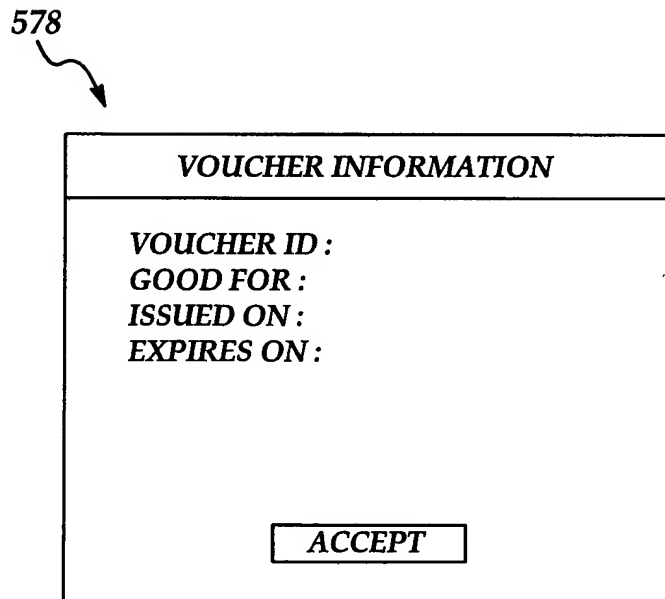 578
VOUCHER INFORMATION
VOUCHER ID :
GOOD FOR :
ISSUED ON :
EXPIRES ON :
ACCEPT